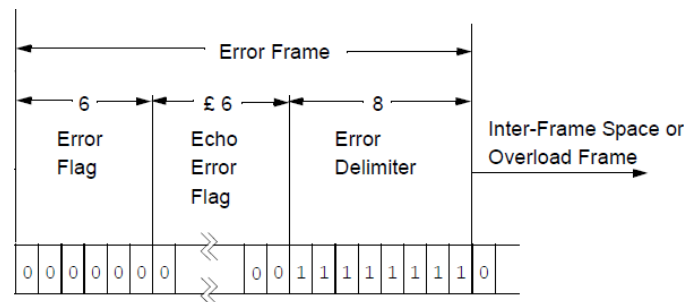 Error Frame
6
£ 6
8
Error
Flag
Echo
Error
Flag
Error
Delimiter
Inter-Frame Space or
Overload Frame
0 0 0 0 0 0 0 0 0 1 1 1 1 1 1 1 1 0